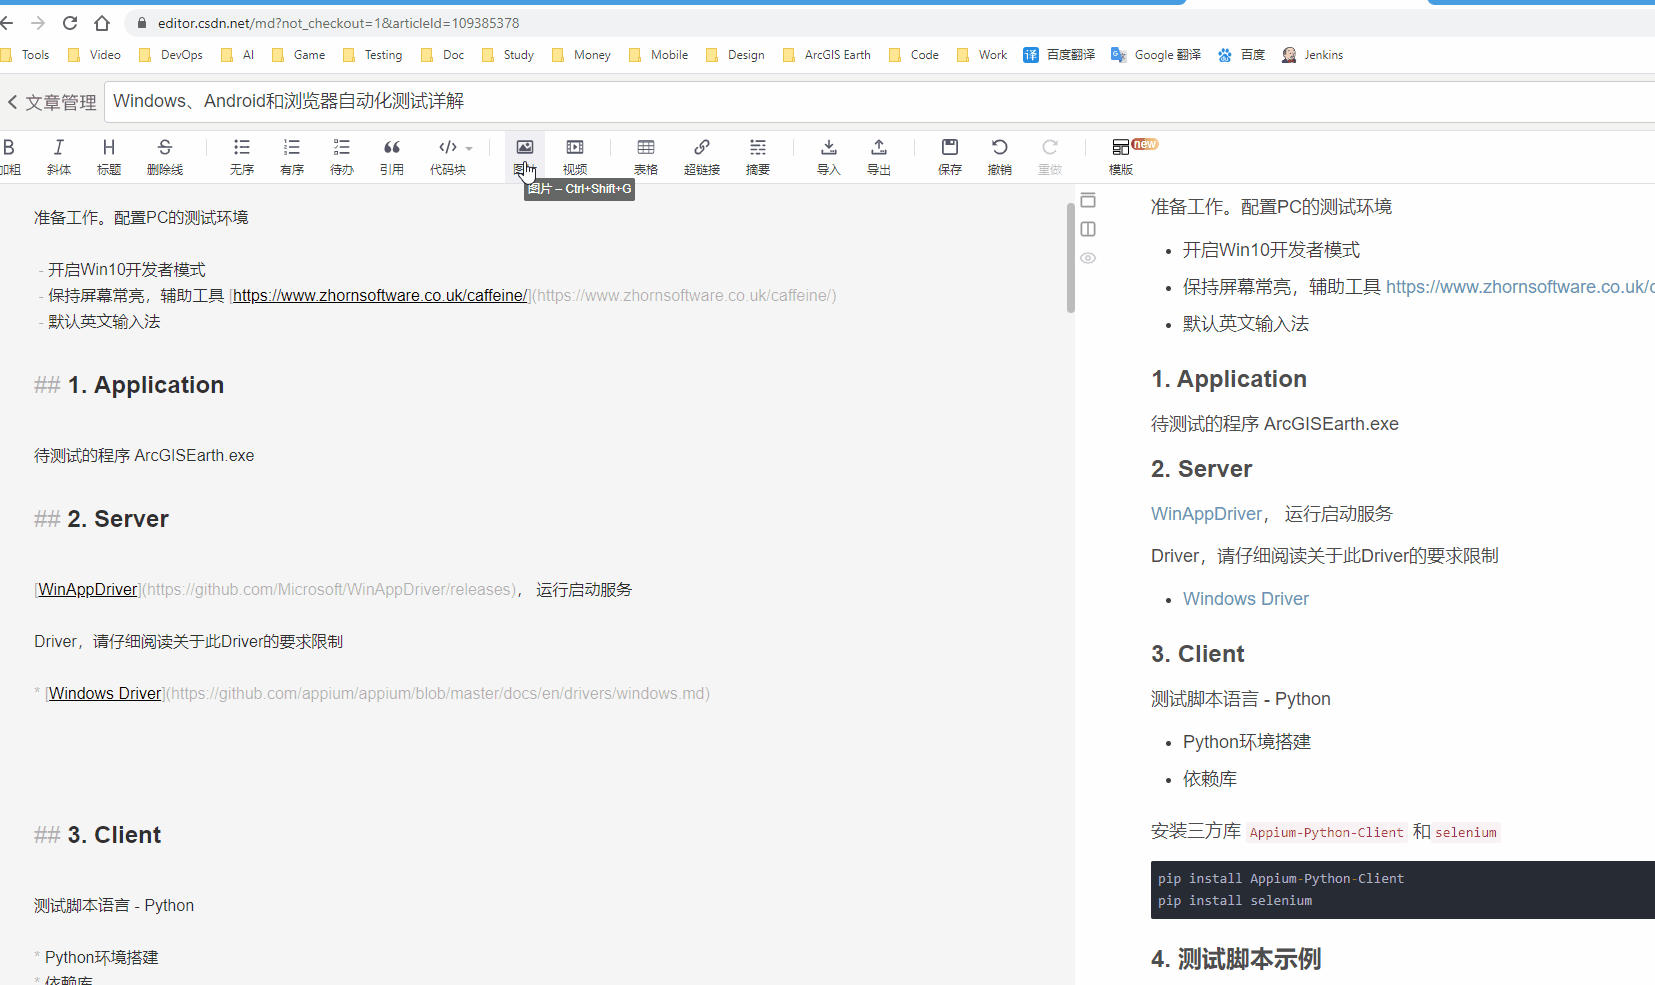 editor.csdn.net/md?not_checkout=1&articleId=109385378
Tools Video DevOps AI Game Testing Doc Study Money Mobile Design ArcGIS Earth Code Work 译 百度翻译 Google 翻译 百度 Jenkins
文章管理 Windows、Android和浏览器自动化测试详解
B I H S new
加粗 斜体 标题 删除线 无序 有序 待办 引用 代码块 图片 视频 表格 超链接 摘要 导入 导出 保存 撤销 重做 模版
图片 – Ctrl+Shift+G
准备工作。配置PC的测试环境
- 开启Win10开发者模式
- 保持屏幕常亮，辅助工具 [https://www.zhornsoftware.co.uk/caffeine/](https://www.zhornsoftware.co.uk/caffeine/)
- 默认英文输入法
## 1. Application
待测试的程序 ArcGISEarth.exe
## 2. Server
[WinAppDriver](https://github.com/Microsoft/WinAppDriver/releases)， 运行启动服务
Driver，请仔细阅读关于此Driver的要求限制
* [Windows Driver](https://github.com/appium/appium/blob/master/docs/en/drivers/windows.md)
## 3. Client
测试脚本语言 - Python
* Python环境搭建
* 依赖库
准备工作。配置PC的测试环境
• 开启Win10开发者模式
• 保持屏幕常亮，辅助工具 https://www.zhornsoftware.co.uk/c
• 默认英文输入法
1. Application
待测试的程序 ArcGISEarth.exe
2. Server
WinAppDriver， 运行启动服务
Driver，请仔细阅读关于此Driver的要求限制
• Windows Driver
3. Client
测试脚本语言 - Python
• Python环境搭建
• 依赖库
安装三方库 Appium-Python-Client 和 selenium
pip install Appium-Python-Client
pip install selenium
4. 测试脚本示例